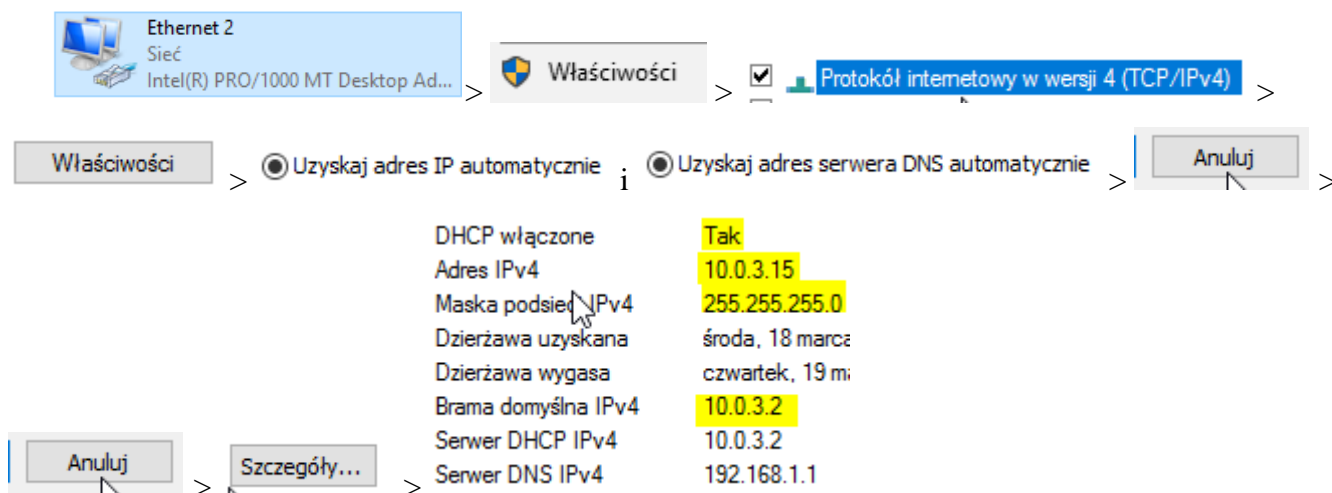 Ethernet 2
Sieć
Intel(R) PRO/1000 MT Desktop Ad...
> Właściwości > Protokół internetowy w wersji 4 (TCP/IPv4) >
Właściwości > Uzyskaj adres IP automatycznie i Uzyskaj adres serwera DNS automatycznie > Anuluj >
DHCP włączone Tak
Adres IPv4 10.0.3.15
Maska podsieci IPv4 255.255.255.0
Dzierżawa uzyskana środa, 18 marca
Dzierżawa wygasa czwartek, 19 ma
Brama domyślna IPv4 10.0.3.2
Serwer DHCP IPv4 10.0.3.2
Serwer DNS IPv4 192.168.1.1
Anuluj > Szczegóły... >